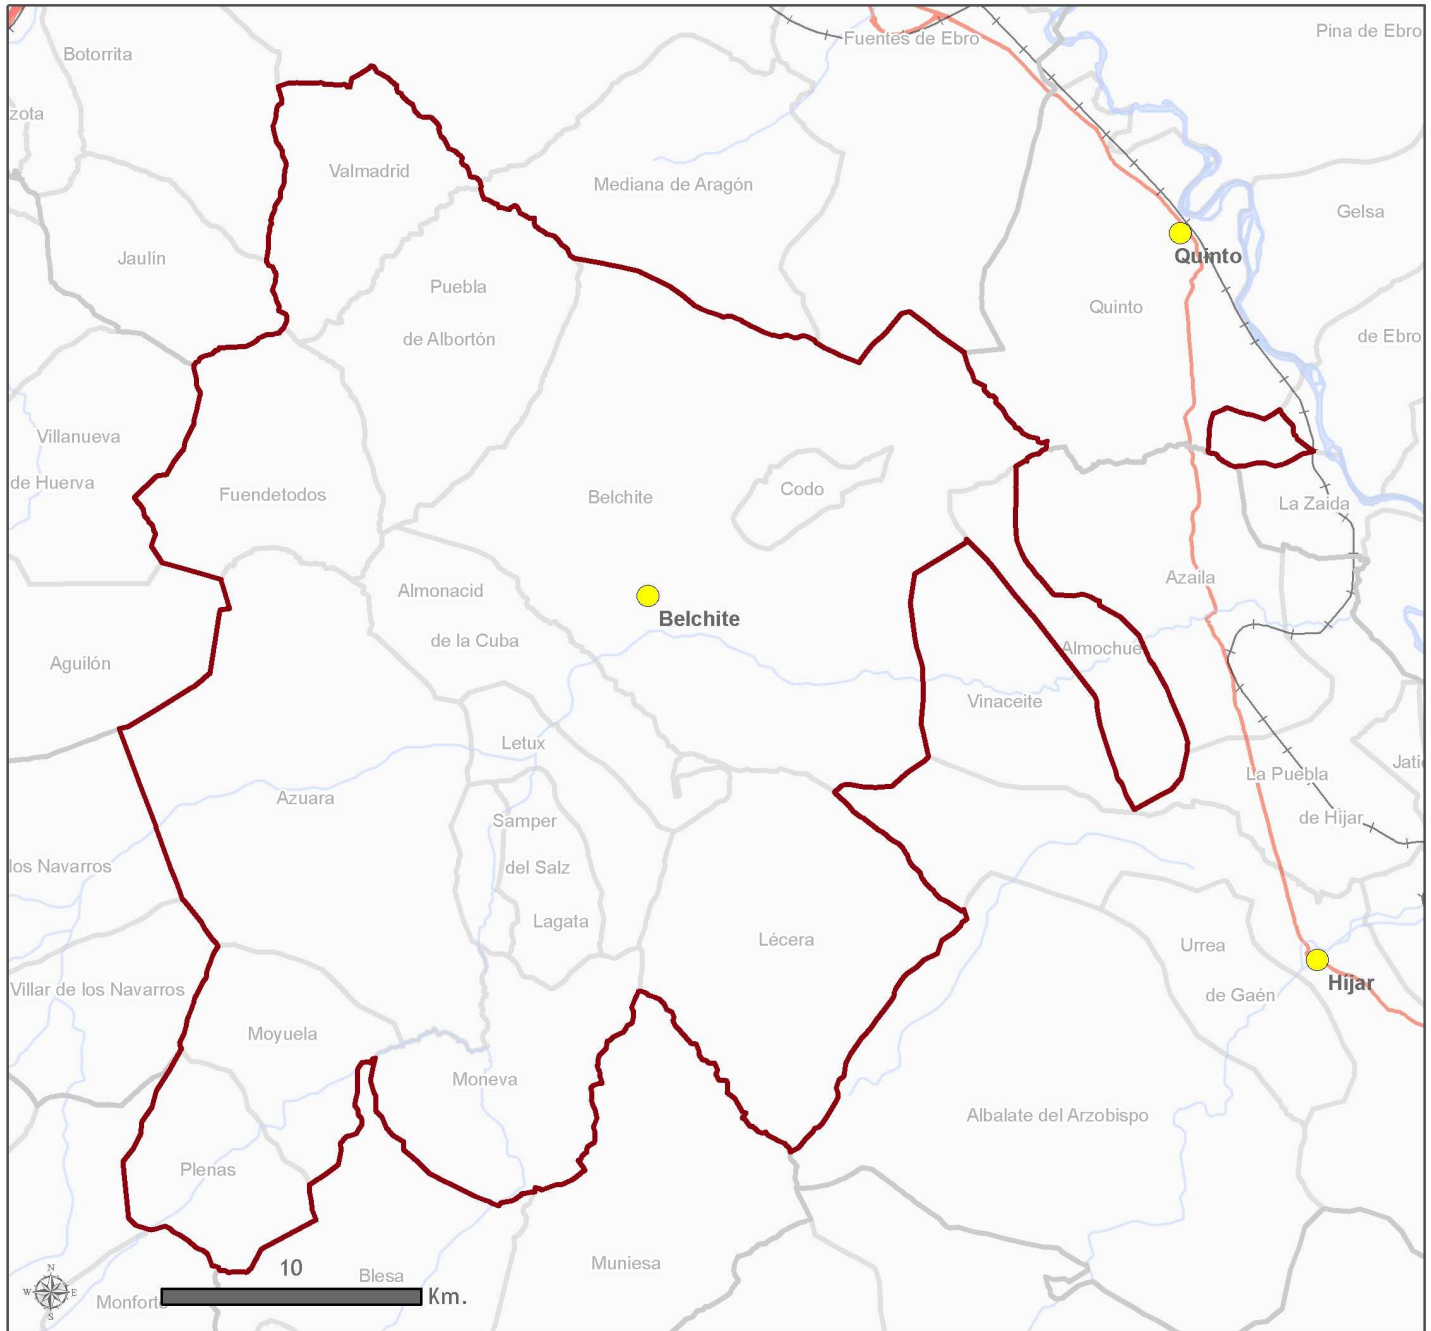 Pina de Ebro
Fuentes de Ebro
Botorrita
zota
Valmadrid
Mediana de Aragón
Gelsa
Jaulín
Quinto
Puebla
Quinto
de Albortón
de Ebro
Villanueva
de Huerva
Fuendetodos
Belchite
Codo
La Zaida
Azaila
Almonacid
Belchite
de la Cuba
Almochue
Aguilón
Vinaceite
Letux
Jati
La Puebla
Azuara
de Híjar
Samper
los Navarros
del Salz
Lagata
Lécera
Urrea
Híjar
Villar de los Navarros
de Gaén
Moyuela
Moneva
Albalate del Arzobispo
Plenas
Muniesa
10
Blesa
Km.
Monforte
N
W
E
S